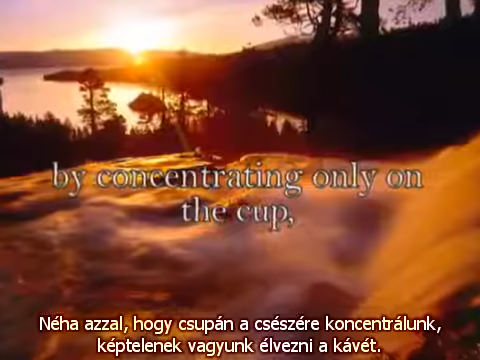 by concentrating only on
the cup,
Néha azzal, hogy csupán a csészére koncentrálunk,
képtelenek vagyunk élvezni a kávét.